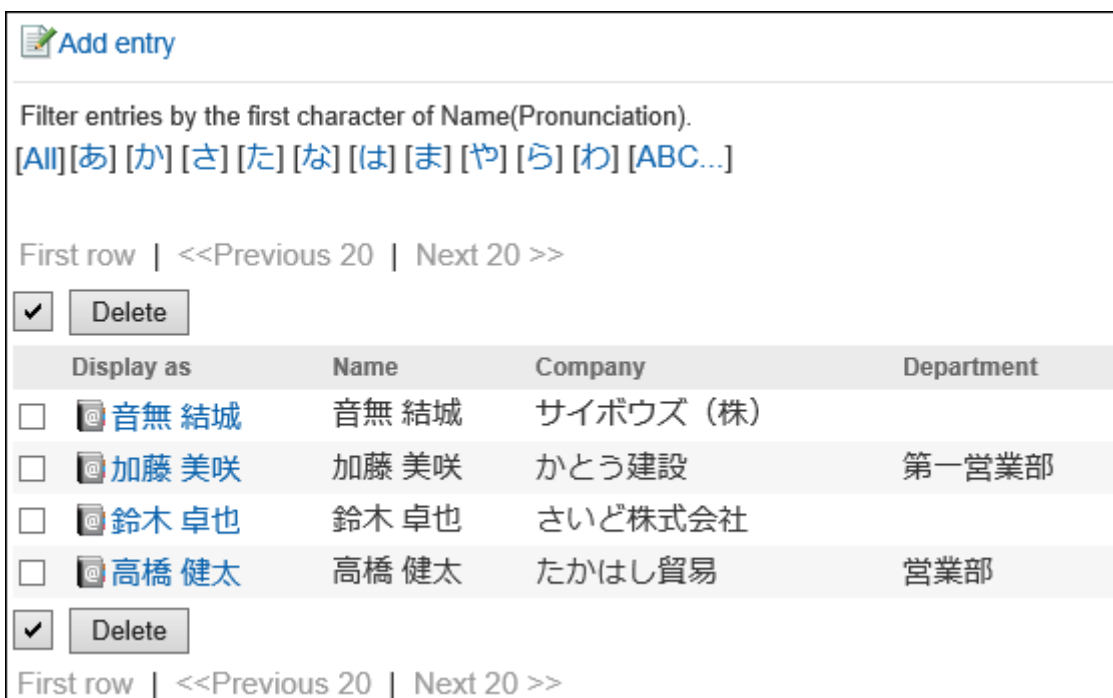 Add entry
Filter entries by the first character of Name(Pronunciation).
[All][あ] [か] [さ] [た] [な] [は] [ま] [や] [ら] [わ] [ABC...]
First row | <<Previous 20 | Next 20 >>
Delete
Display as Name Company Department
音無 結城 音無 結城 サイボウズ（株）
加藤 美咲 加藤 美咲 かとう建設 第一営業部
鈴木 卓也 鈴木 卓也 さいど株式会社
高橋 健太 高橋 健太 たかはし貿易 営業部
Delete
First row | <<Previous 20 | Next 20 >>